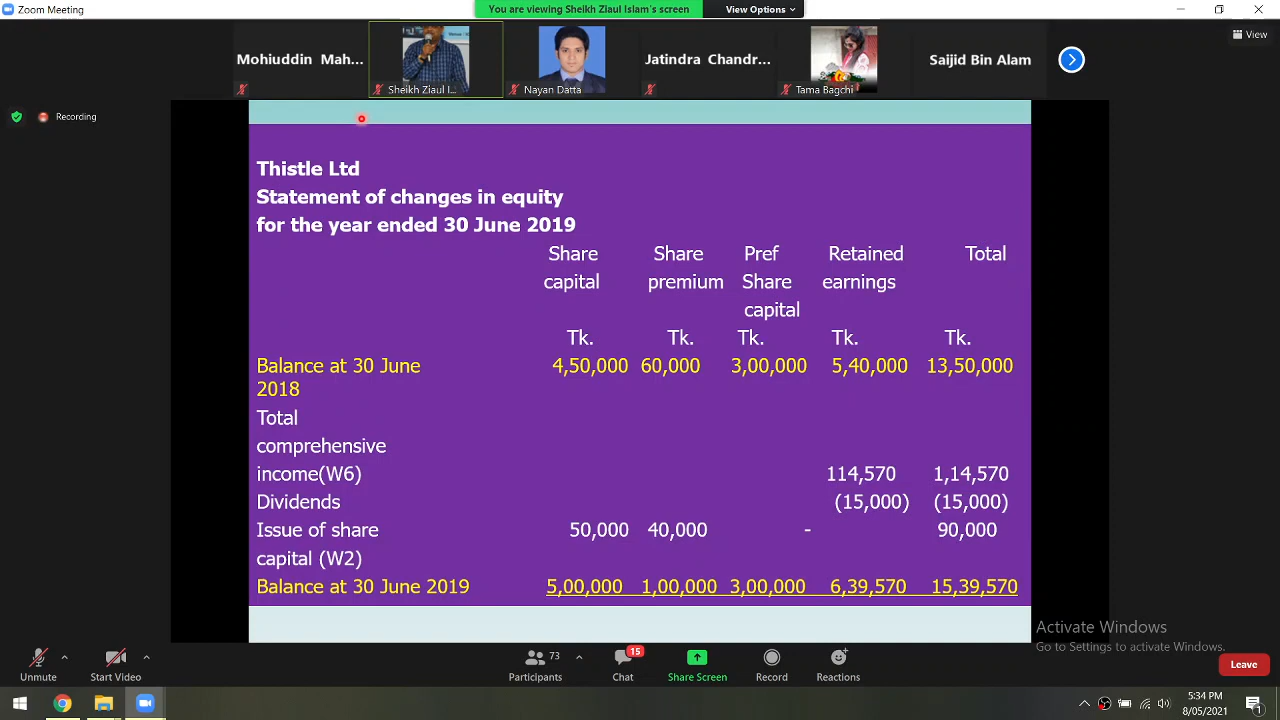 Zoom Meeting
You are viewing Sheikh Ziaul Islam's screen
View Options
View
Mohiuddin Mah...
Jatindra Chandr...
Saijid Bin Alam
Sheikh Ziaul I...
Nayan Datta
Tama Bagchi
Recording
Thistle Ltd
Statement of changes in equity
for the year ended 30 June 2019
Share Share Pref Retained Total
capital premium Share earnings
capital
Tk. Tk. Tk. Tk. Tk.
Balance at 30 June 4,50,000 60,000 3,00,000 5,40,000 13,50,000
2018
Total
comprehensive
income(W6) 114,570 1,14,570
Dividends (15,000) (15,000)
Issue of share 50,000 40,000 - 90,000
capital (W2)
Balance at 30 June 2019 5,00,000 1,00,000 3,00,000 6,39,570 15,39,570
Activate Windows
Go to Settings to activate Windows.
73
15
Unmute Start Video Participants Chat Share Screen Record Reactions Leave
5:34 PM
8/05/2021